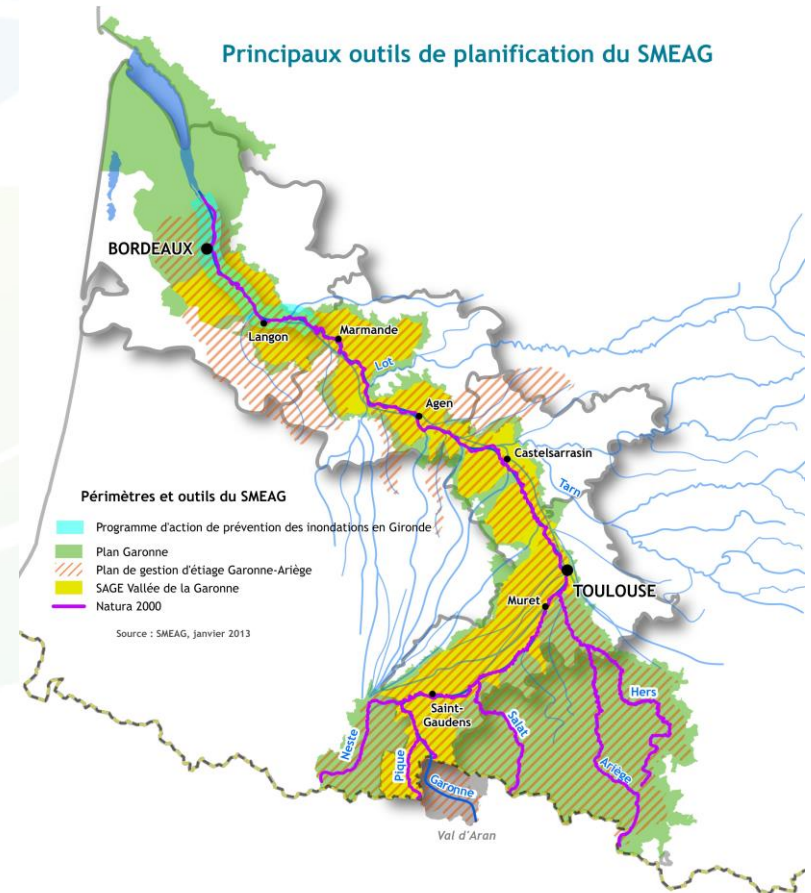 Principaux outils de planification du SMEAG
BORDEAUX
Langon
Marmande
Lot
Agen
Castelsarrasin
Tarn
Périmètres et outils du SMEAG
Programme d'action de prévention des inondations en Gironde
Plan Garonne
Plan de gestion d'étiage Garonne-Ariège
SAGE Vallée de la Garonne
Natura 2000
Source : SMEAG, janvier 2013
TOULOUSE
Muret
Saint-
Gaudens
Neste
Pique
Garonne
Salat
Hers
Ariège
Val d'Aran